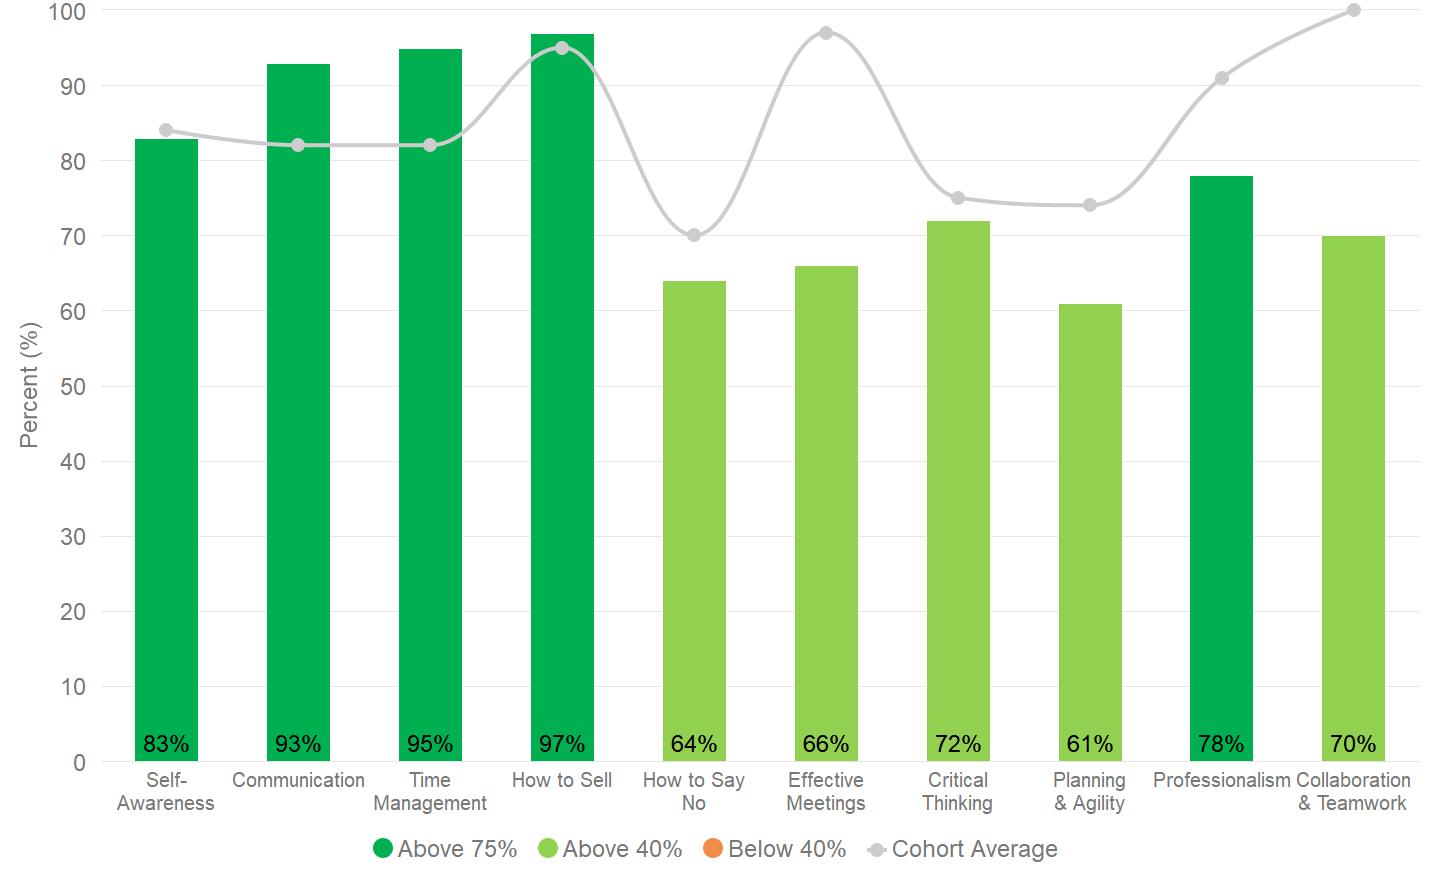 100
90
80
70
60
50
40
30
20
10
0
Percent (%)
83%
93%
95%
97%
64%
66%
72%
61%
78%
70%
Self-
Awareness
Communication
Time
Management
How to Sell
How to Say
No
Effective
Meetings
Critical
Thinking
Planning
& Agility
Professionalism
Collaboration
& Teamwork
Above 75%
Above 40%
Below 40%
Cohort Average